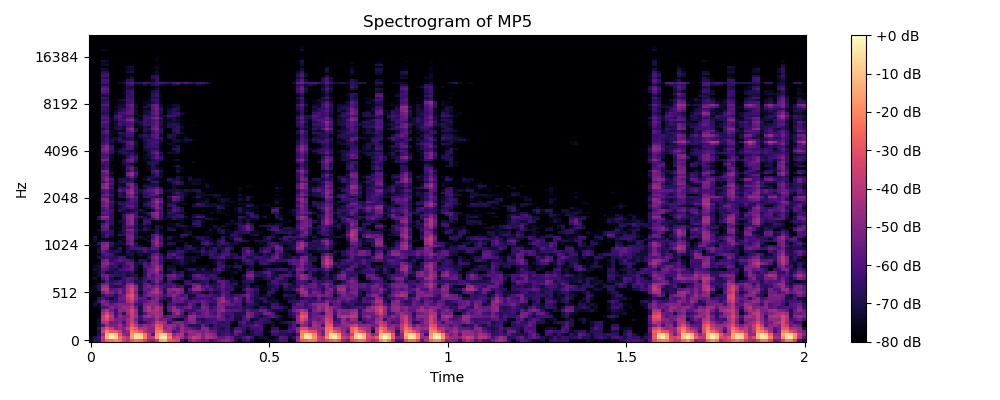 Spectrogram of MP5
Hz
16384
8192
4096
2048
1024
512
0
0
0.5
1
1.5
2
Time
+0 dB
-10 dB
-20 dB
-30 dB
-40 dB
-50 dB
-60 dB
-70 dB
-80 dB